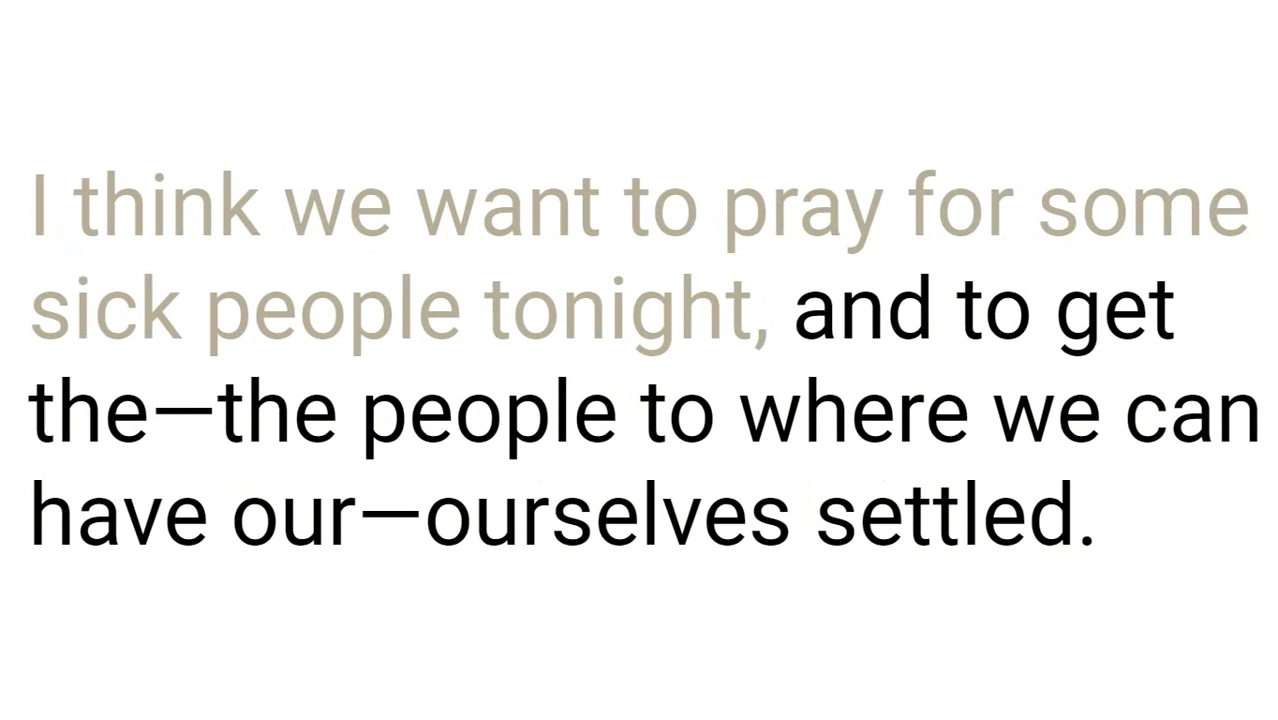 I think we want to pray for some
sick people tonight, and to get
the—the people to where we can
have our—ourselves settled.